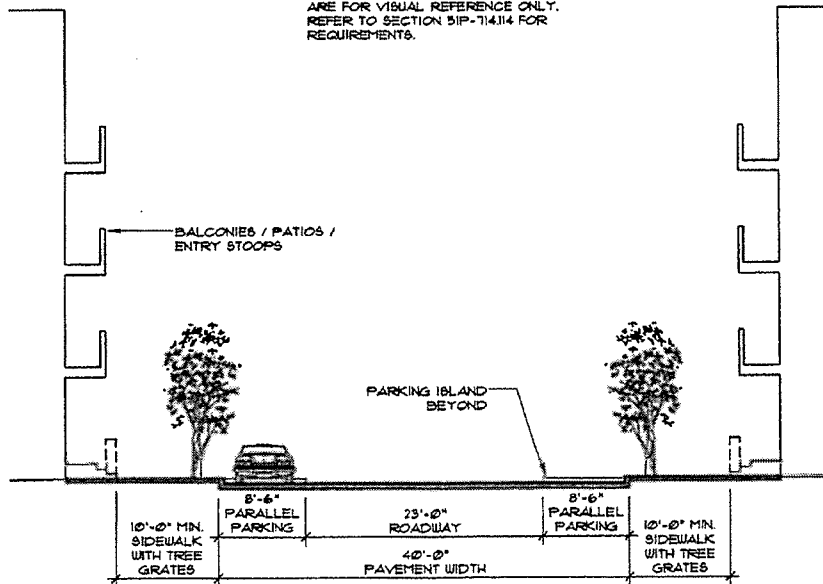 ARE FOR VISUAL REFERENCE ONLY.
REFER TO SECTION 51P-714.114 FOR
REQUIREMENTS.
BALCONIES / PATIOS /
ENTRY STOOPS
PARKING ISLAND
BEYOND
8'-6"
PARALLEL
PARKING
23'-0"
ROADWAY
8'-6"
PARALLEL
PARKING
10'-0" MIN.
SIDEWALK
WITH TREE
GRATES
40'-0"
PAVEMENT WIDTH
10'-0" MIN.
SIDEWALK
WITH TREE
GRATES